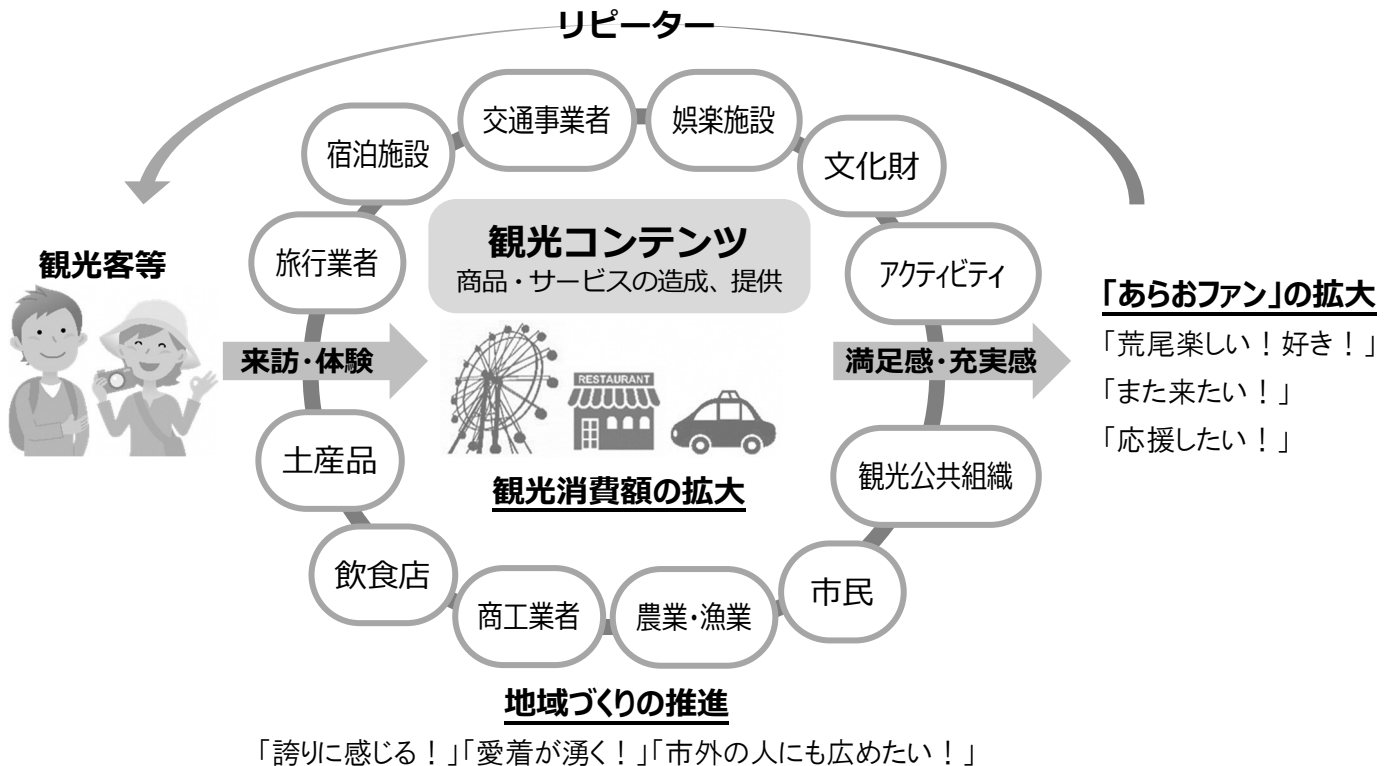 リピーター
交通事業者
娯楽施設
宿泊施設
文化財
旅行業者
観光コンテンツ
商品・サービスの造成、提供
アクティビティ
観光客等
「あらおファン」の拡大
「荒尾楽しい！好き！」
「また来たい！」
「応援したい！」
来訪・体験
RESTAURANT
満足感・充実感
土産品
観光消費額の拡大
観光公共組織
飲食店
市民
商工業者
農業・漁業
地域づくりの推進
「誇りに感じる！」「愛着が湧く！」「市外の人にも広めたい！」